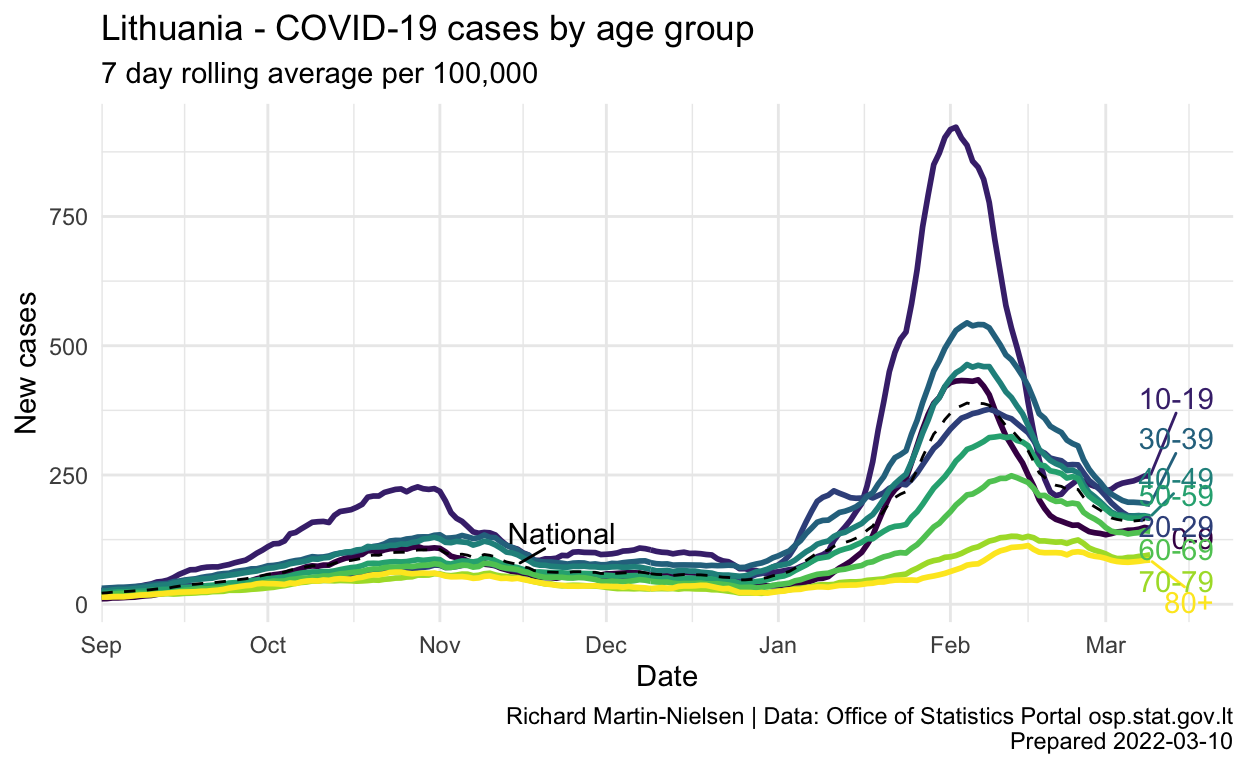 Lithuania - COVID-19 cases by age group
7 day rolling average per 100,000
New cases
750
500
250
0
10-19
30-39
40-49
50-59
20-29
0-9
60-69
70-79
80+
National
Sep Oct Nov Dec Jan Feb Mar
Date
Richard Martin-Nielsen | Data: Office of Statistics Portal osp.stat.gov.lt
Prepared 2022-03-10